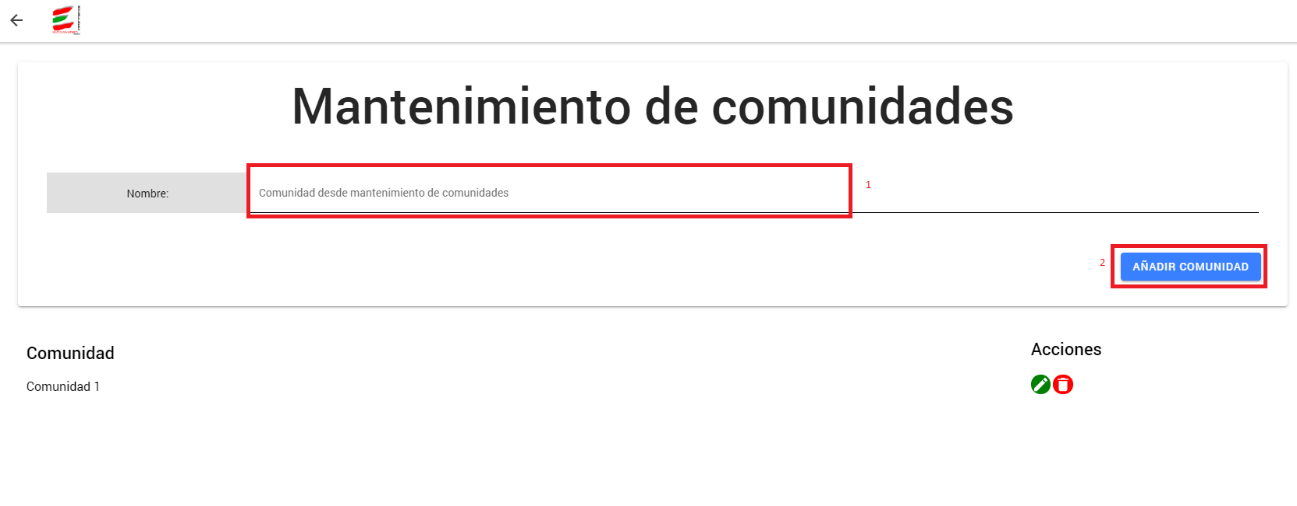 Mantenimiento de comunidades
Nombre:
Comunidad desde mantenimiento de comunidades
1
2
AÑADIR COMUNIDAD
Comunidad
Acciones
Comunidad 1